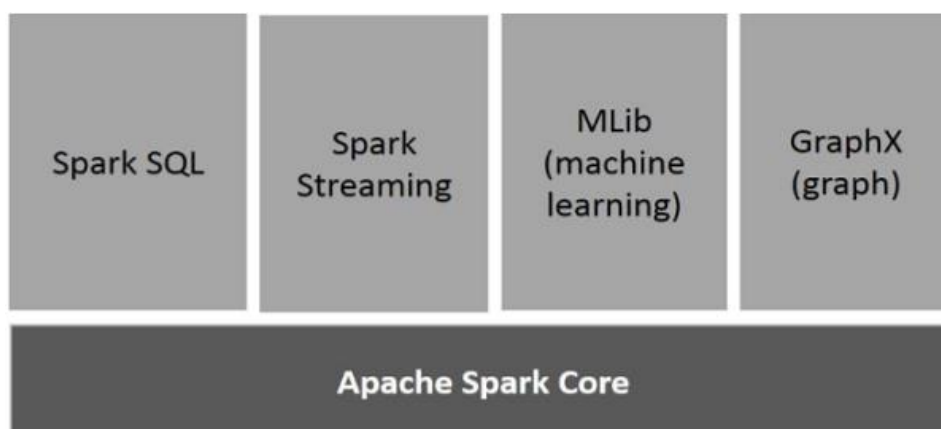 Spark SQL
Spark
Streaming
MLib
(machine
learning)
GraphX
(graph)
Apache Spark Core